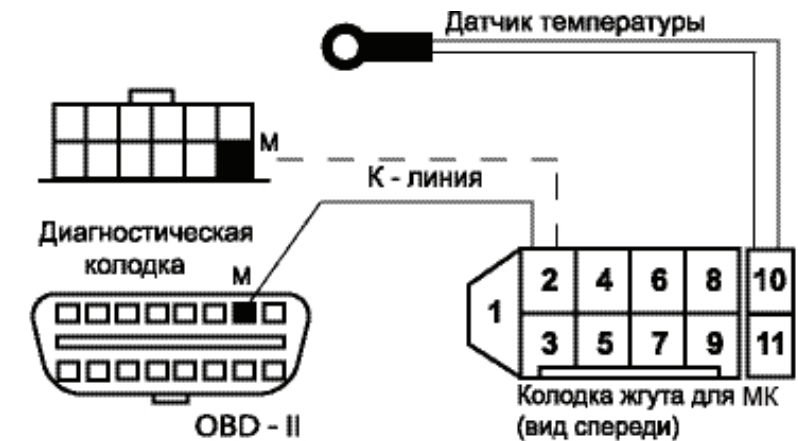 Датчик температуры
М
К - линия
Диагностическая
колодка
М
2 4 6 8 10
1
3 5 7 9 11
OBD - II
Колодка жгута для МК
(вид спереди)